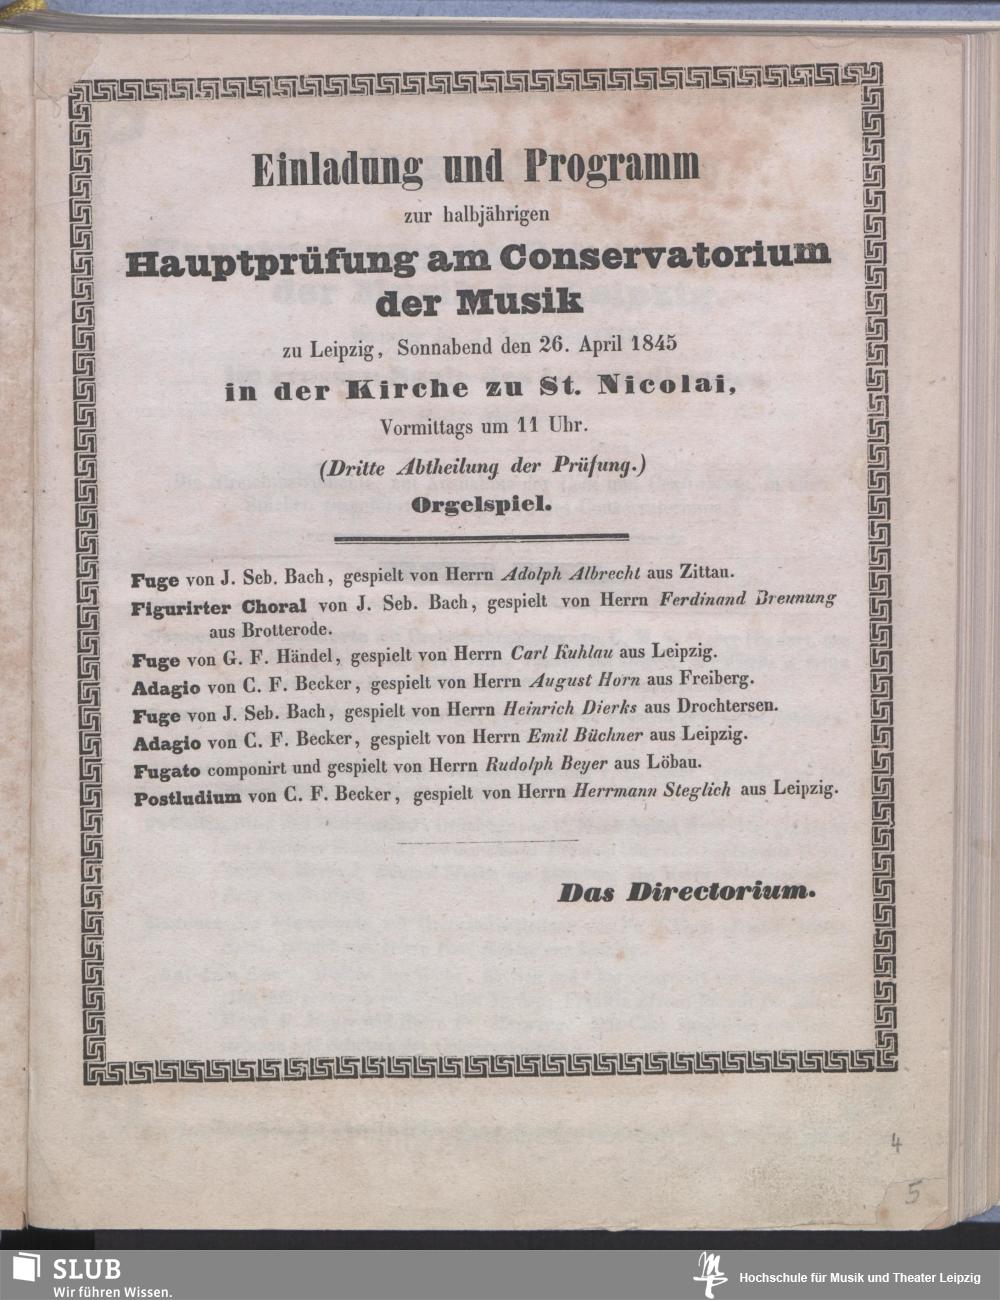 Einladung und Programm
zur halbjährigen
Hauptprüfung am Conservatorium
der Musik
zu Leipzig, Sonnabend den 26. April 1845
in der Kirche zu St. Nicolai,
Vormittags um 11 Uhr.
(Dritte Abtheilung der Prüfung.)
Orgelspiel.
Fuge von J. Seb. Bach, gespielt von Herrn Adolph Albrecht aus Zittau.
Figurirter Choral von J. Seb. Bach, gespielt von Herrn Ferdinand Breunung
aus Brotterode.
Fuge von G. F. Händel, gespielt von Herrn Carl Kuhlau aus Leipzig.
Adagio von C. F. Becker, gespielt von Herrn August Horn aus Freiberg.
Fuge von J. Seb. Bach, gespielt von Herrn Heinrich Dierks aus Drochtersen.
Adagio von C. F. Becker, gespielt von Herrn Emil Büchner aus Leipzig.
Fugato componirt und gespielt von Herrn Rudolph Beyer aus Löbau.
Postludium von C. F. Becker, gespielt von Herrn Herrmann Steglich aus Leipzig.
Das Directorium.
4
5
SLUB
Wir führen Wissen.
Hochschule für Musik und Theater Leipzig